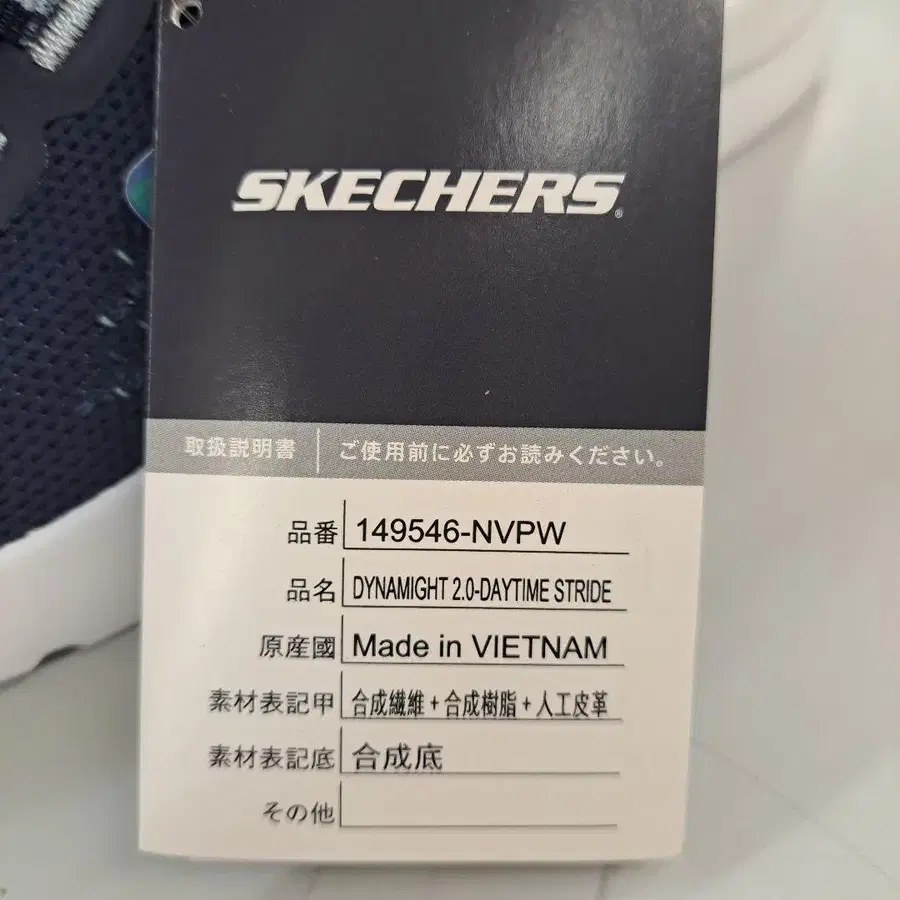 SKECHERS®
取扱説明書 ご使用前に必ずお読みください。
品番 149546-NVPW
品名 DYNAMIGHT 2.0-DAYTIME STRIDE
原産國 Made in VIETNAM
素材表記甲 合成繊維+合成樹脂+人工皮革
素材表記底 合成底
その他